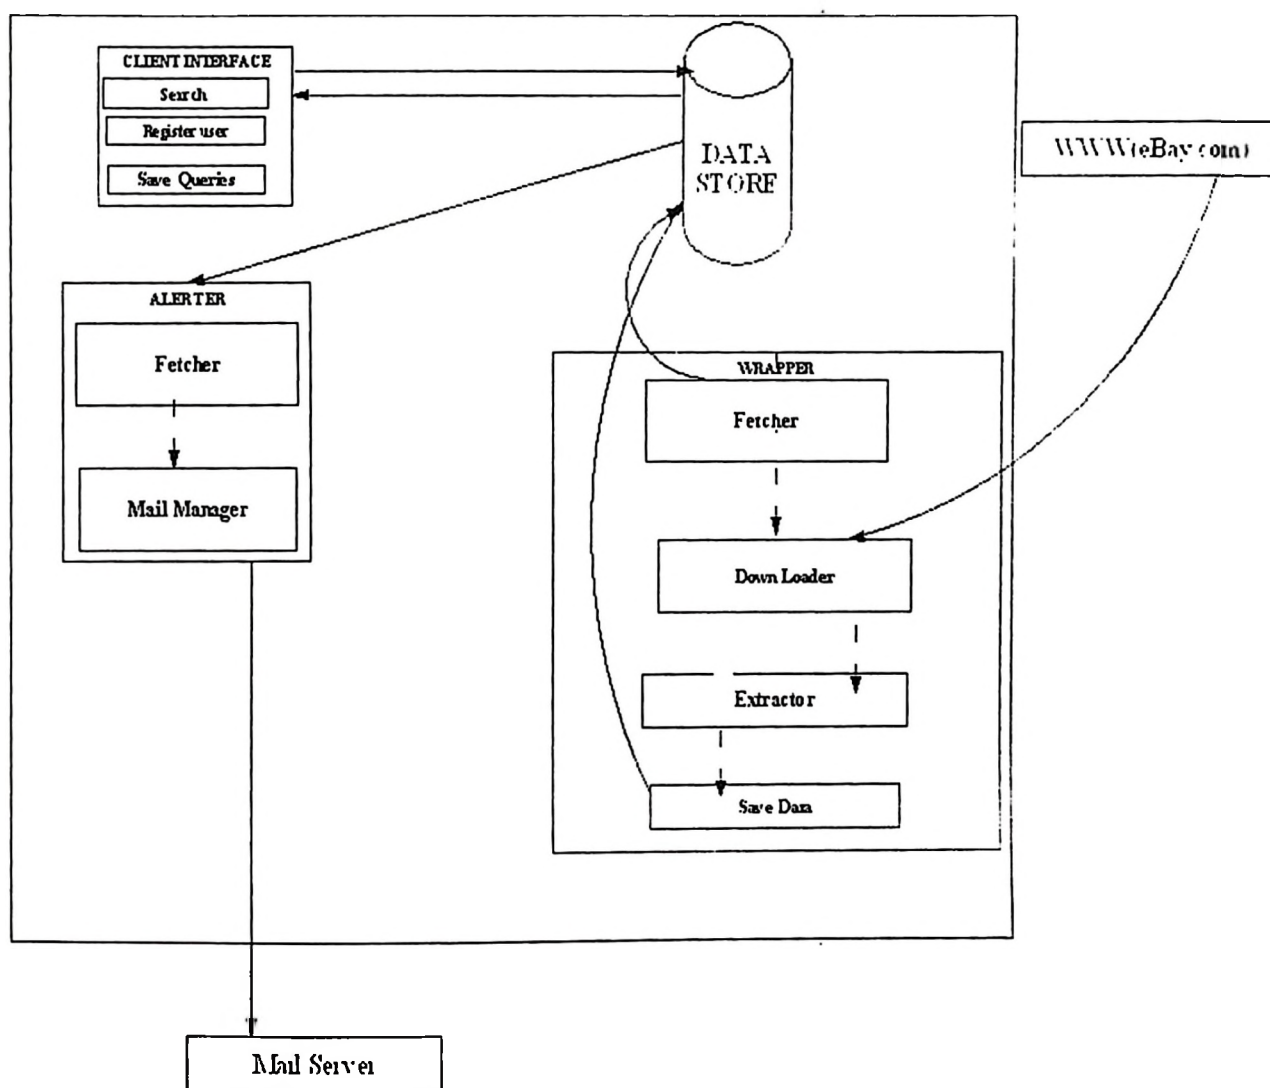 CLIENT INTERFACE
Search
Register user
Save Queries
DATA
STORE
WWW(eBay.com)
ALERTER
Fetcher
Mail Manager
WRAPPER
Fetcher
Down Loader
Extractor
Save Data
Mail Server